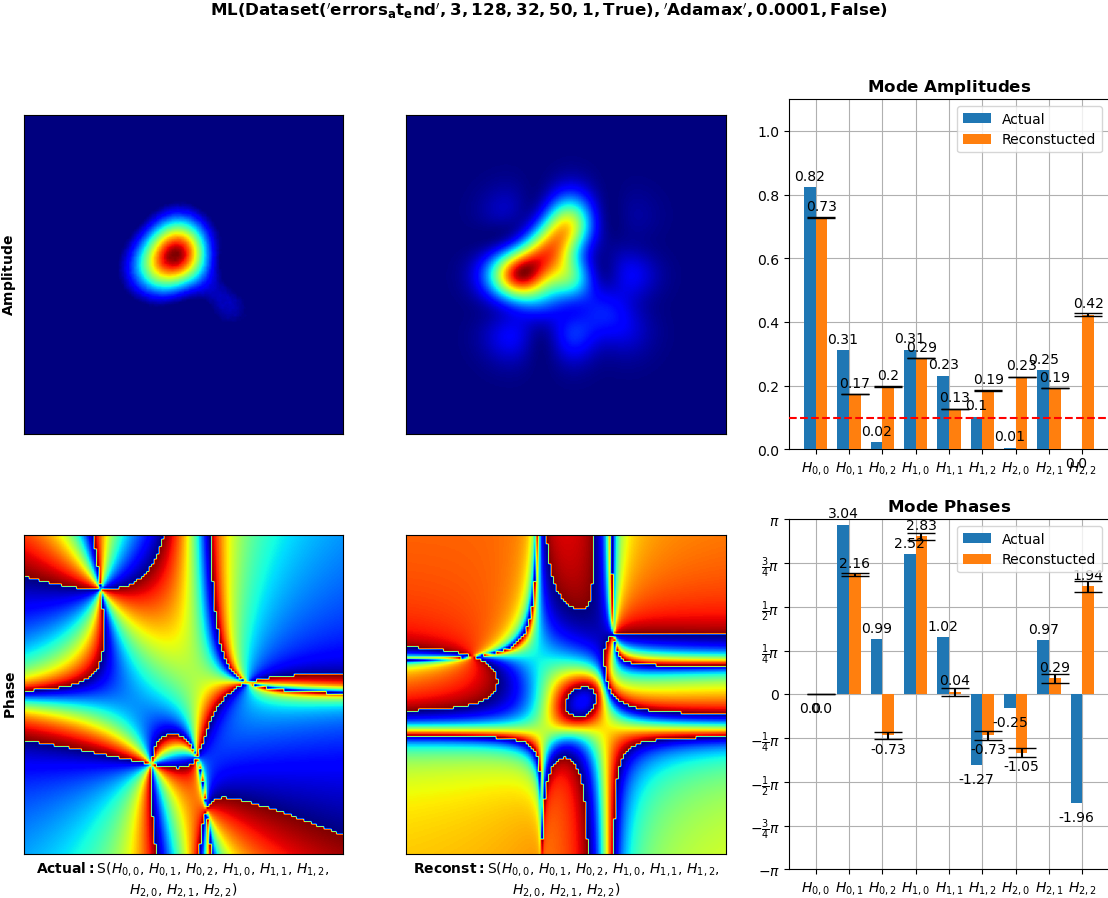 ML(Dataset('errors_at_end', 3, 128, 32, 50, 1, True), 'Adamax', 0.0001, False)
Amplitude
Mode Amplitudes
Actual
Reconstucted
1.0
0.8
0.6
0.4
0.2
0.0
0.82
0.73
0.31
0.17
0.02
0.2
0.31
0.29
0.23
0.13
0.1
0.19
0.01
0.23
0.25
0.19
0.0
0.42
H0,0 H0,1 H0,2 H1,0 H1,1 H1,2 H2,0 H2,1 H2,2
Phase
Mode Phases
Actual
Reconstucted
π
3/4π
1/2π
1/4π
0
−1/4π
−1/2π
−3/4π
−π
0.0
0.0
3.04
2.16
0.99
-0.73
2.52
2.83
1.02
0.04
-1.27
-0.73
-0.25
-1.05
0.97
0.29
-1.96
1.94
H0,0 H0,1 H0,2 H1,0 H1,1 H1,2 H2,0 H2,1 H2,2
Actual: S(H0,0, H0,1, H0,2, H1,0, H1,1, H1,2,
H2,0, H2,1, H2,2)
Reconst: S(H0,0, H0,1, H0,2, H1,0, H1,1, H1,2,
H2,0, H2,1, H2,2)